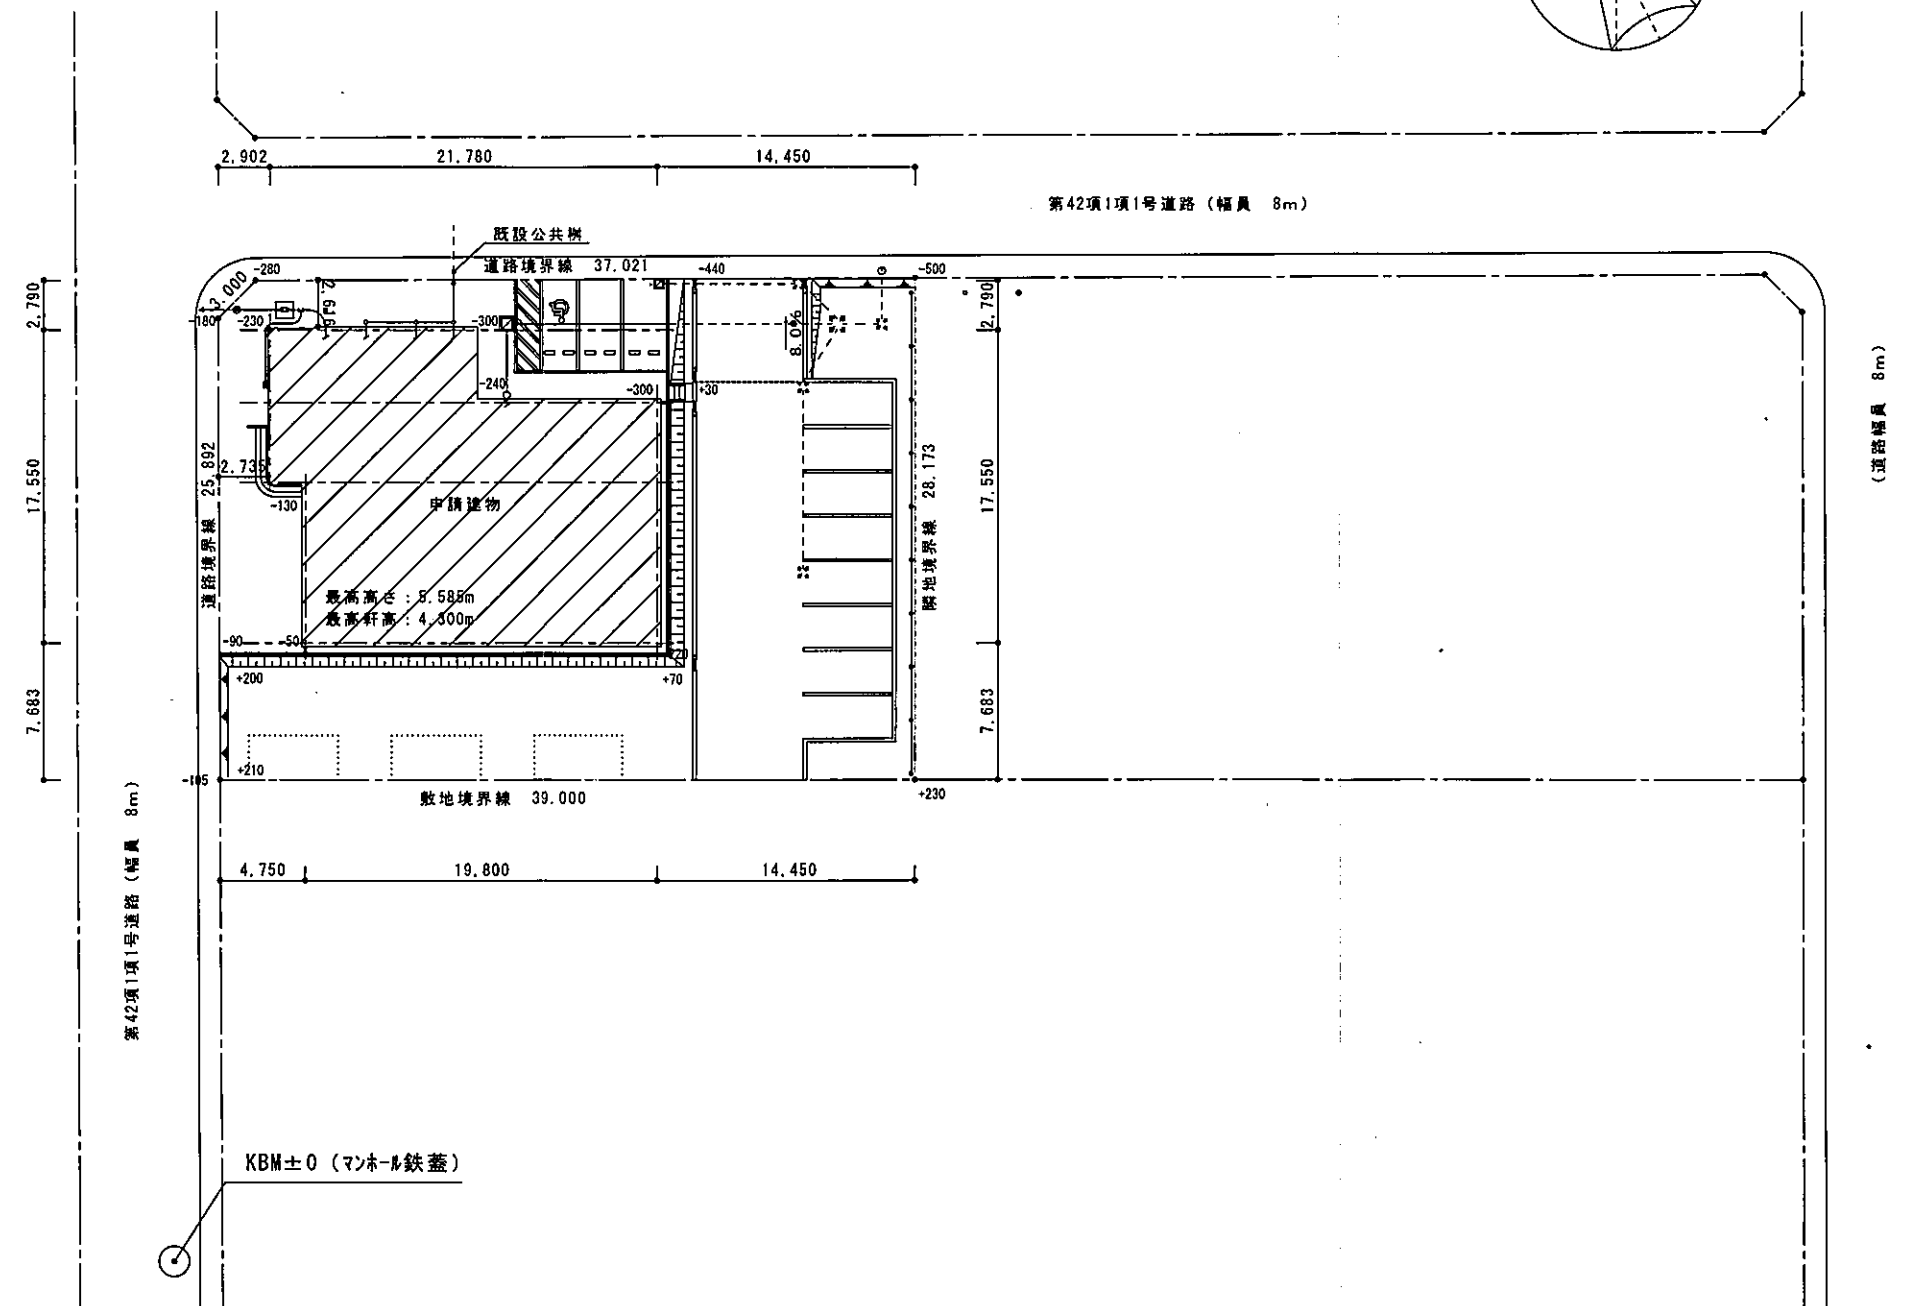 2,902
21.780
14,450
第42項1項1号道路（幅員 8m）
既設公共桝
道路境界線 37.021
-280
-440
-500
3.000
2.790
2,790
-180
-230
-300
8.0%
-240
-300
+30
（道路幅員 8m）
道路境界線 25,892
2.735
17,550
17.550
隣地境界線 28.173
-130
申請建物
最高高さ：5.585m
最高軒高：4.300m
-90
-50
+200
+70
7.683
7.683
+210
-105
敷地境界線 39.000
+230
第42項1項1号道路（幅員 8m）
4,750
19.800
14,450
KBM±0（マンホール鉄蓋）